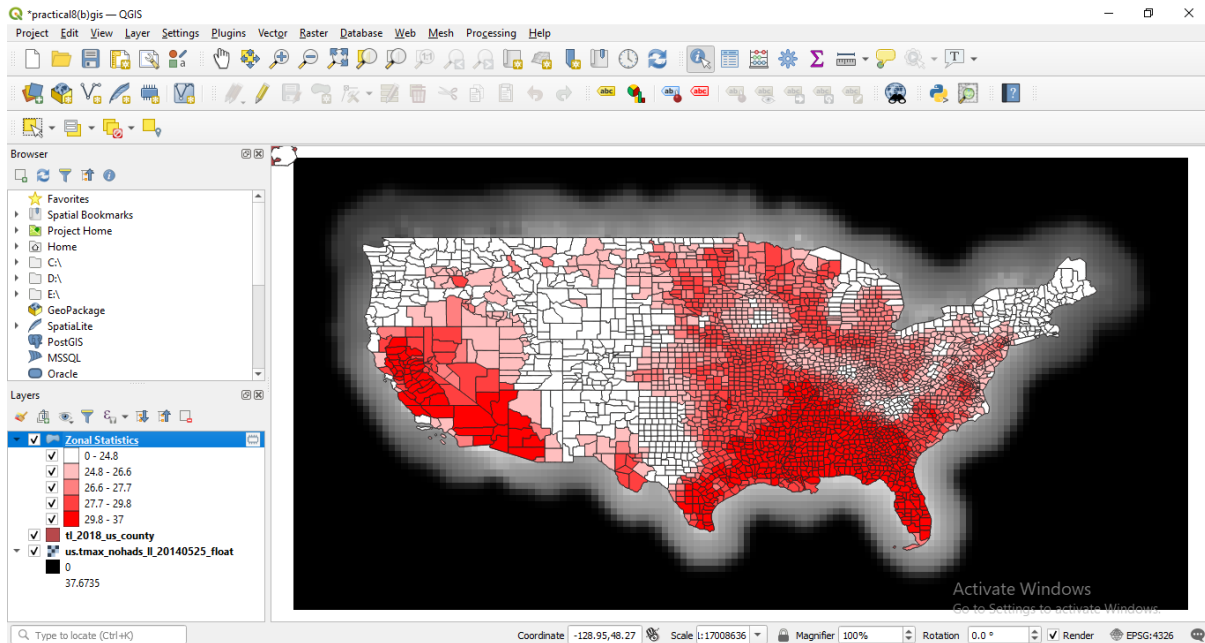 *practical8(b)gis — QGIS
Project Edit View Layer Settings Plugins Vector Raster Database Web Mesh Processing Help
abc abc abc
Browser
Favorites
Spatial Bookmarks
Project Home
Home
C:\
D:\
E:\
GeoPackage
SpatiaLite
PostGIS
MSSQL
Oracle
Layers
Zonal Statistics
0 - 24.8
24.8 - 26.6
26.6 - 27.7
27.7 - 29.8
29.8 - 37
tl_2018_us_county
us.tmax_nohads_ll_20140525_float
0
37.6735
Activate Windows
Go to Settings to activate Windows.
Type to locate (Ctrl+K) Coordinate -128.95,48.27 Scale 1:17008636 Magnifier 100% Rotation 0.0 ° Render EPSG:4326